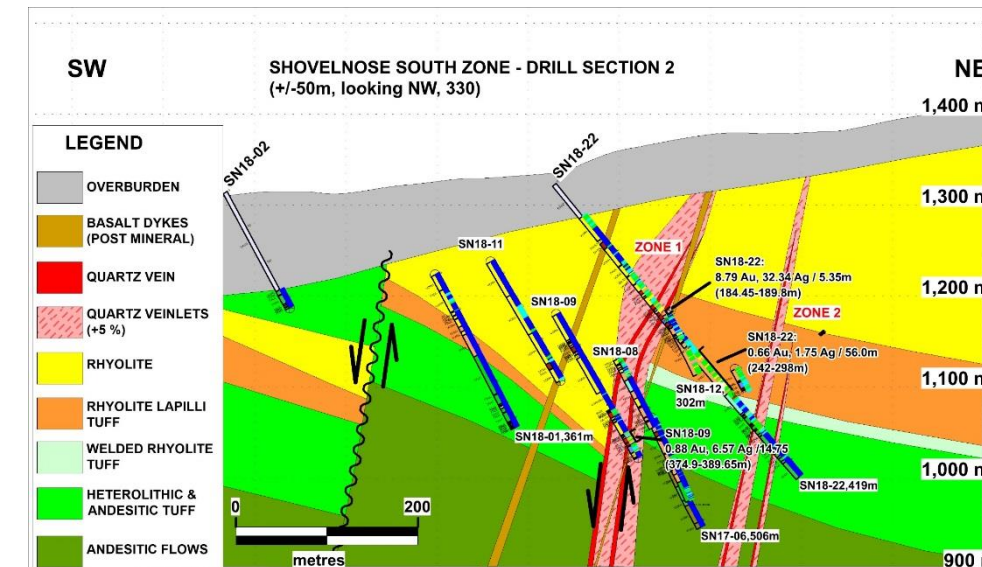 SW
SHOVELNOSE SOUTH ZONE - DRILL SECTION 2
(+/-50m, looking NW, 330)
NE
1,400 m
LEGEND
OVERBURDEN
BASALT DYKES
(POST MINERAL)
QUARTZ VEIN
QUARTZ VEINLETS
(+5 %)
RHYOLITE
RHYOLITE LAPILLI
TUFF
WELDED RHYOLITE
TUFF
HETEROLITHIC &
ANDESITIC TUFF
ANDESITIC FLOWS
SN18-02
SN18-22
1,300 m
SN18-11
ZONE 1
SN18-22:
8.79 Au, 32.34 Ag / 5.35m
(184.45-189.8m)
1,200 m
SN18-09
ZONE 2
SN18-22:
0.66 Au, 1.75 Ag / 56.0m
(242-298m)
SN18-08
1,100 m
SN18-12,
302m
SN18-01,361m
SN18-09
0.88 Au, 6.57 Ag /14.75
(374.9-389.65m)
1,000 m
SN18-22,419m
0
200
metres
SN17-06,506m
900 m